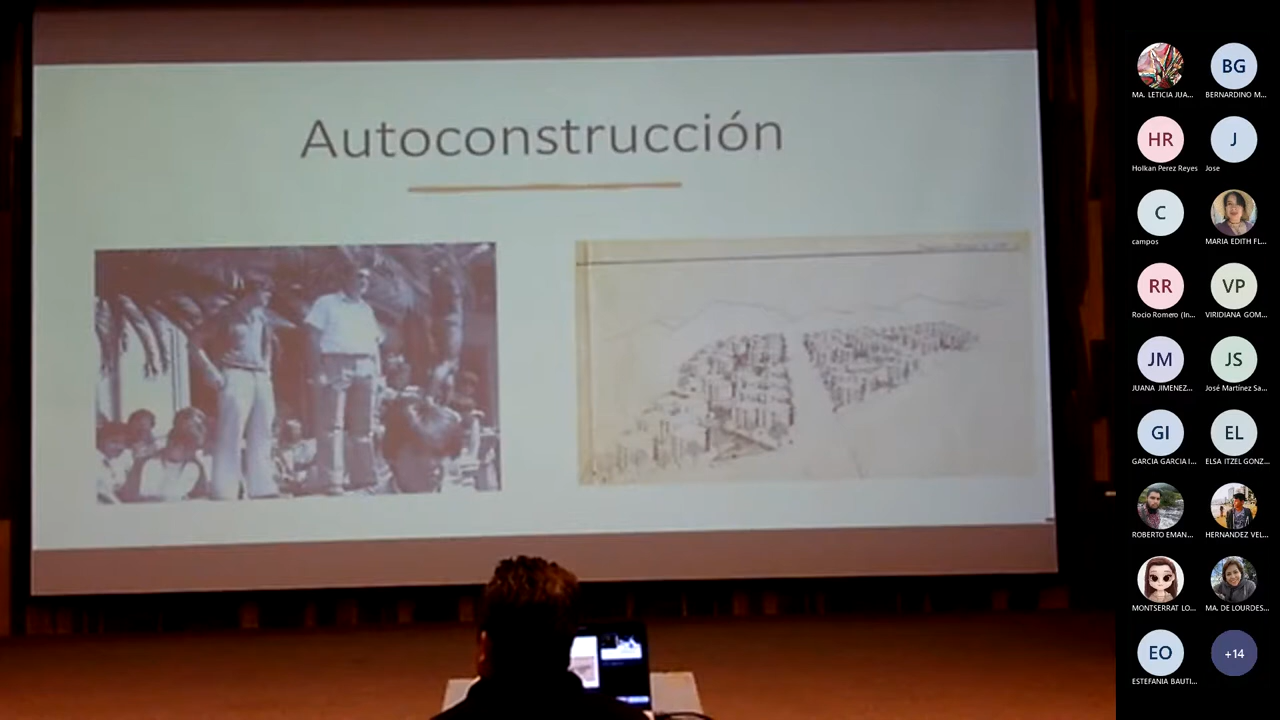 Autoconstrucción
MA. LETICIA JUA...
BG
BERNARDINO M...
HR
Holkan Perez Reyes
J
Jose
C
campos
MARIA EDITH FL...
RR
Rocio Romero (In...
VP
VIRIDIANA GOM...
JM
JUANA JIMENEZ...
JS
José Martínez Sa...
GI
GARCIA GARCIA I...
EL
ELSA ITZEL GONZ...
ROBERTO EMAN...
HERNANDEZ VEL...
MONTSERRAT LO...
MA. DE LOURDES...
EO
ESTEFANIA BAUTI...
+14